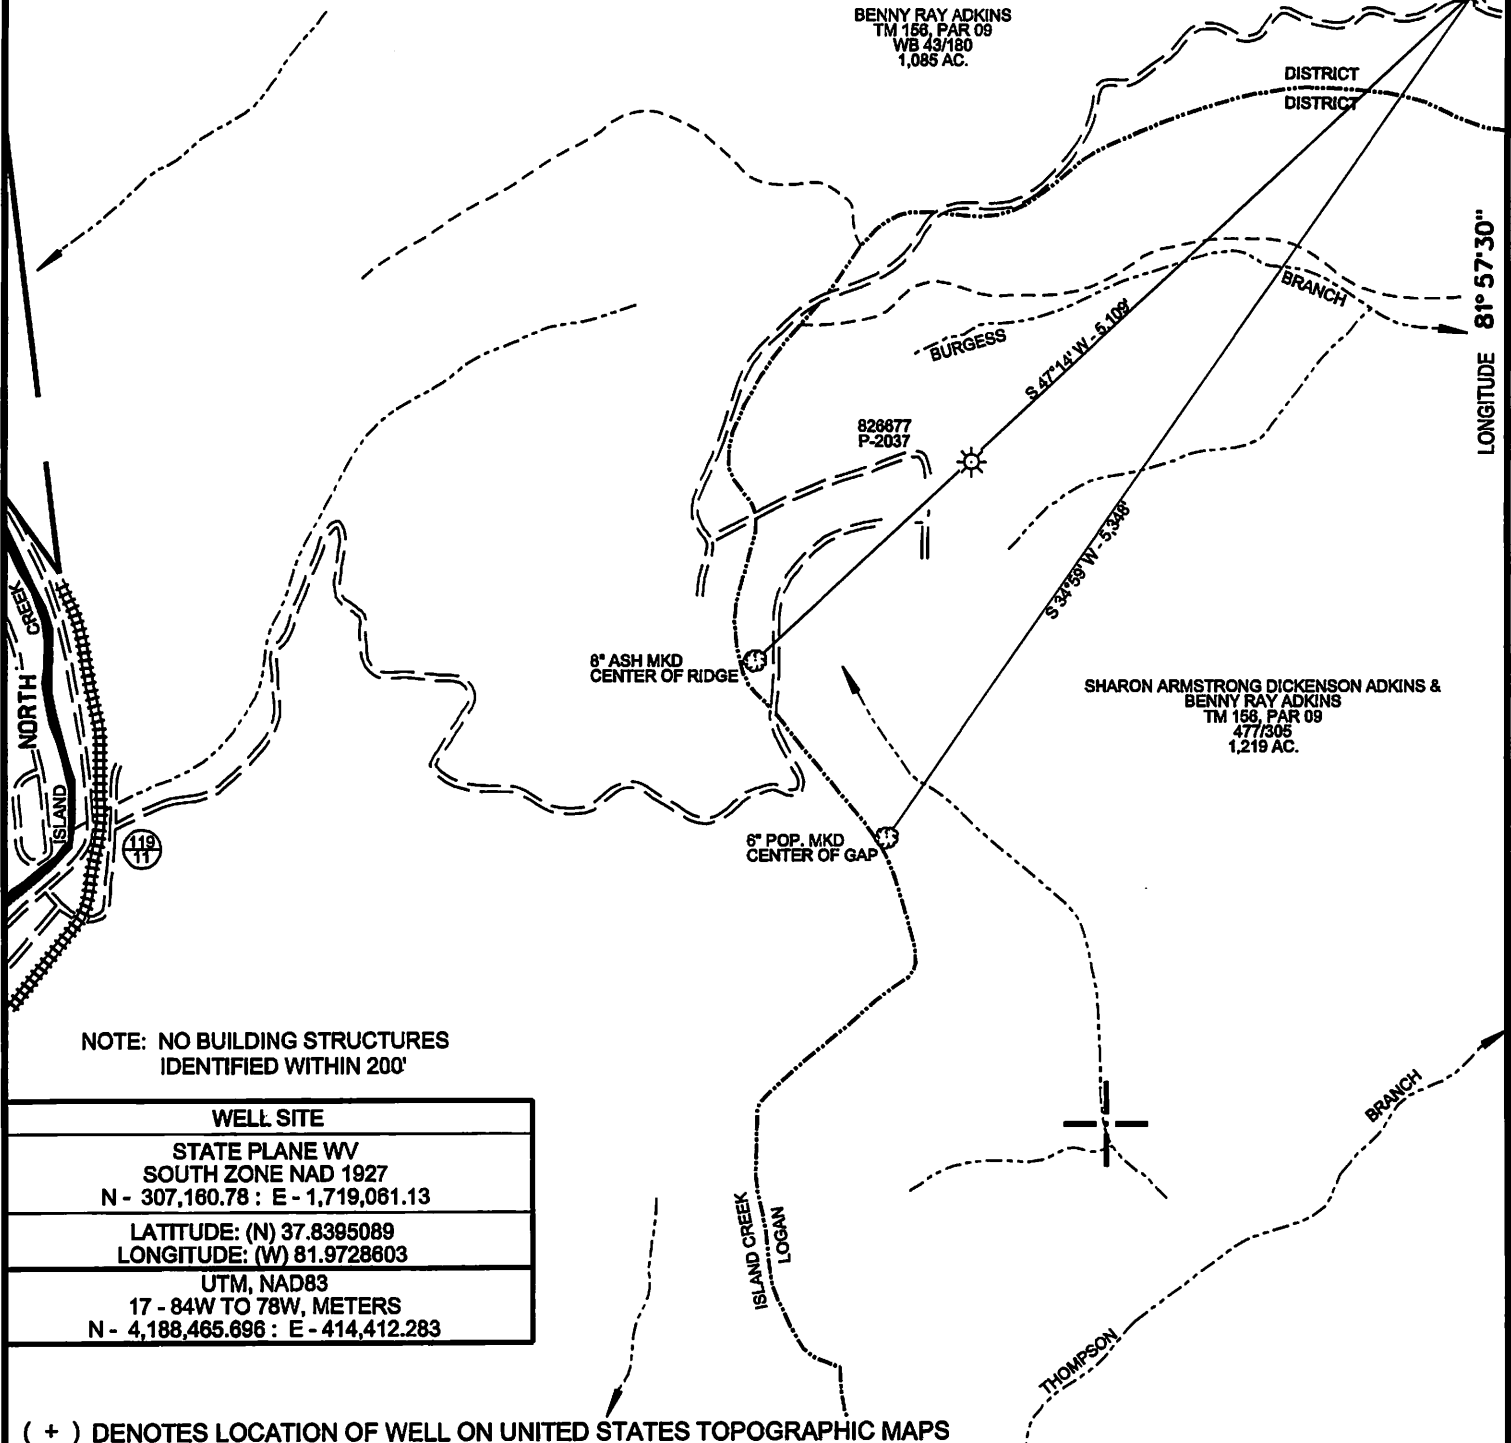 BENNY RAY ADKINS
TM 156, PAR 09
WB 43/180
1,085 AC.
DISTRICT
DISTRICT
LONGITUDE 81° 57' 30"
BRANCH
BURGESS
S 47°14' W - 5,109'
826677
P-2037
S 34°59' W - 5,348'
CREEK
NORTH
ISLAND
119
11
8" ASH MKD
CENTER OF RIDGE
SHARON ARMSTRONG DICKENSON ADKINS &
BENNY RAY ADKINS
TM 156, PAR 09
477/305
1,219 AC.
6" POP. MKD
CENTER OF GAP
NOTE: NO BUILDING STRUCTURES
IDENTIFIED WITHIN 200'
WELL SITE
STATE PLANE WV
SOUTH ZONE NAD 1927
N - 307,160.78 : E - 1,719,061.13
LATITUDE: (N) 37.8395089
LONGITUDE: (W) 81.9728603
UTM, NAD83
17 - 84W TO 78W, METERS
N - 4,188,465.696 : E - 414,412.283
ISLAND CREEK
LOGAN
BRANCH
THOMPSON
( + ) DENOTES LOCATION OF WELL ON UNITED STATES TOPOGRAPHIC MAPS